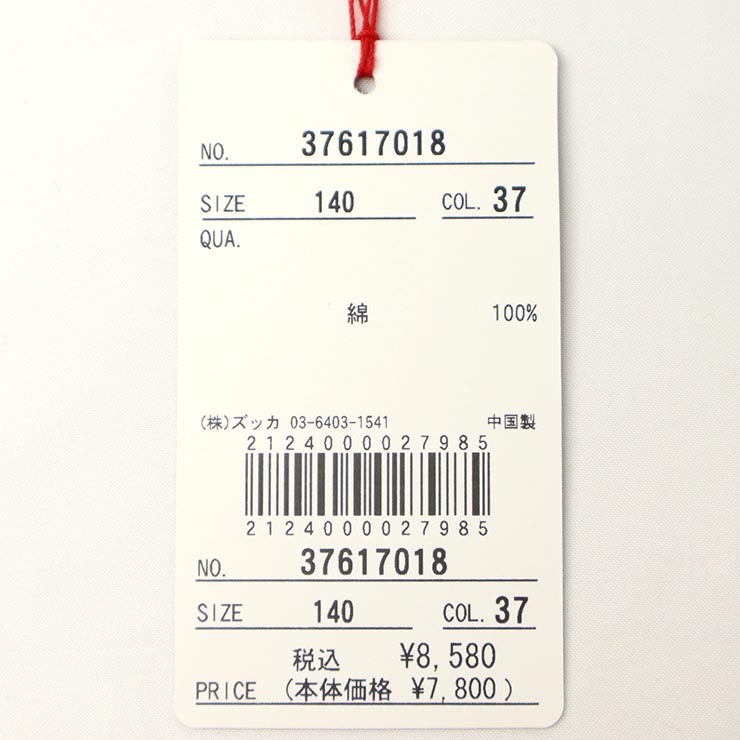 NO. 37617018
SIZE 140 COL. 37
QUA.
綿 100%
(株)ズッカ 03-6403-1541 中国製
2124000027985
2124000027985
NO. 37617018
SIZE 140 COL. 37
税込 ¥8,580
PRICE (本体価格 ¥7,800)